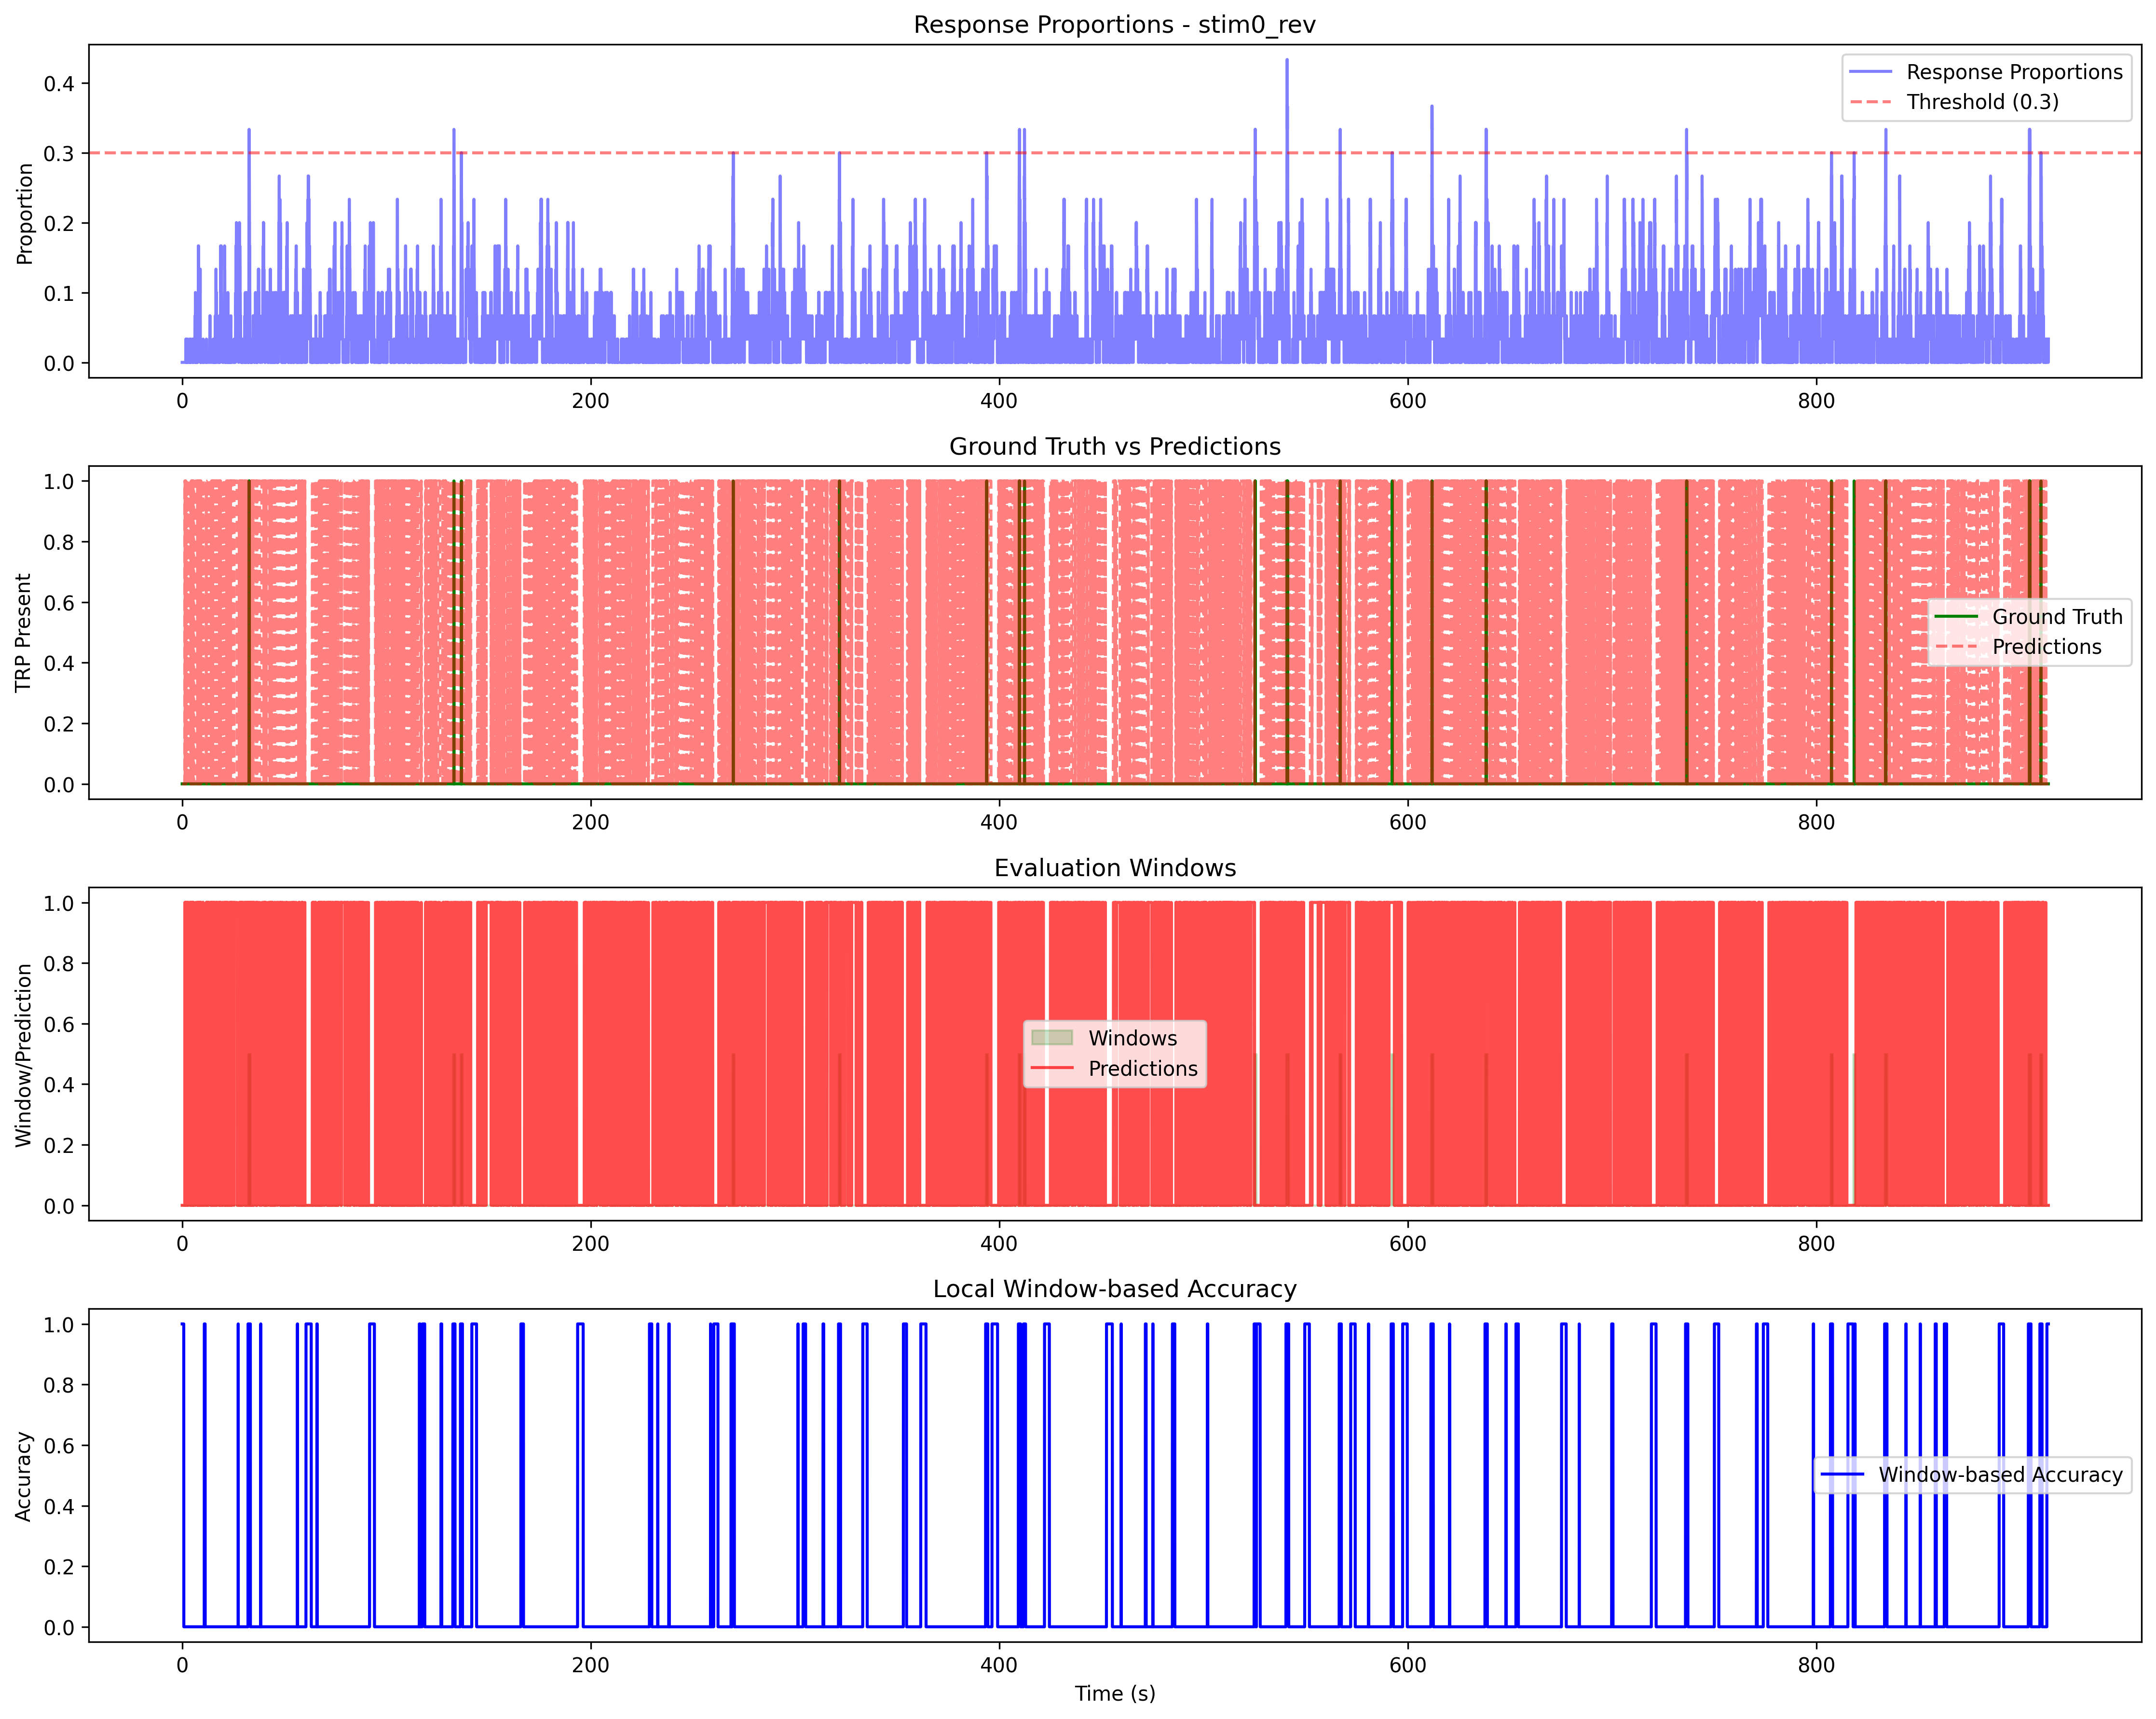 Response Proportions - stim0_rev
Proportion
0.4
0.3
0.2
0.1
0.0
Response Proportions
Threshold (0.3)
0 200 400 600 800
Ground Truth vs Predictions
TRP Present
1.0
0.8
0.6
0.4
0.2
0.0
Ground Truth
Predictions
0 200 400 600 800
Evaluation Windows
Window/Prediction
1.0
0.8
0.6
0.4
0.2
0.0
Windows
Predictions
0 200 400 600 800
Local Window-based Accuracy
Accuracy
1.0
0.8
0.6
0.4
0.2
0.0
Window-based Accuracy
0 200 400 600 800
Time (s)